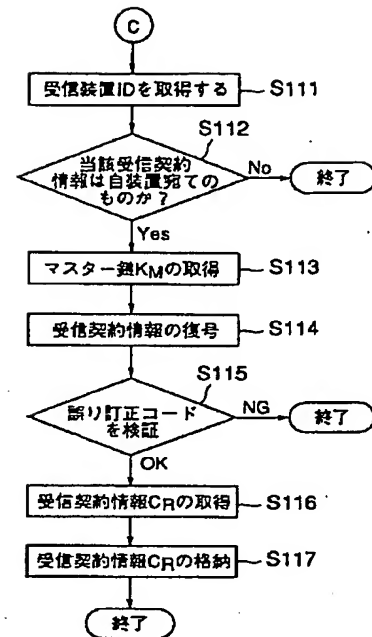 C
受信装置IDを取得する
S111
S112
当該受信契約
情報は自装置宛ての
ものか?
No
終了
Yes
マスター鍵KMの取得
S113
受信契約情報の復号
S114
S115
誤り訂正コード
を検証
NG
終了
OK
受信契約情報CRの取得
S116
受信契約情報CRの格納
S117
終了